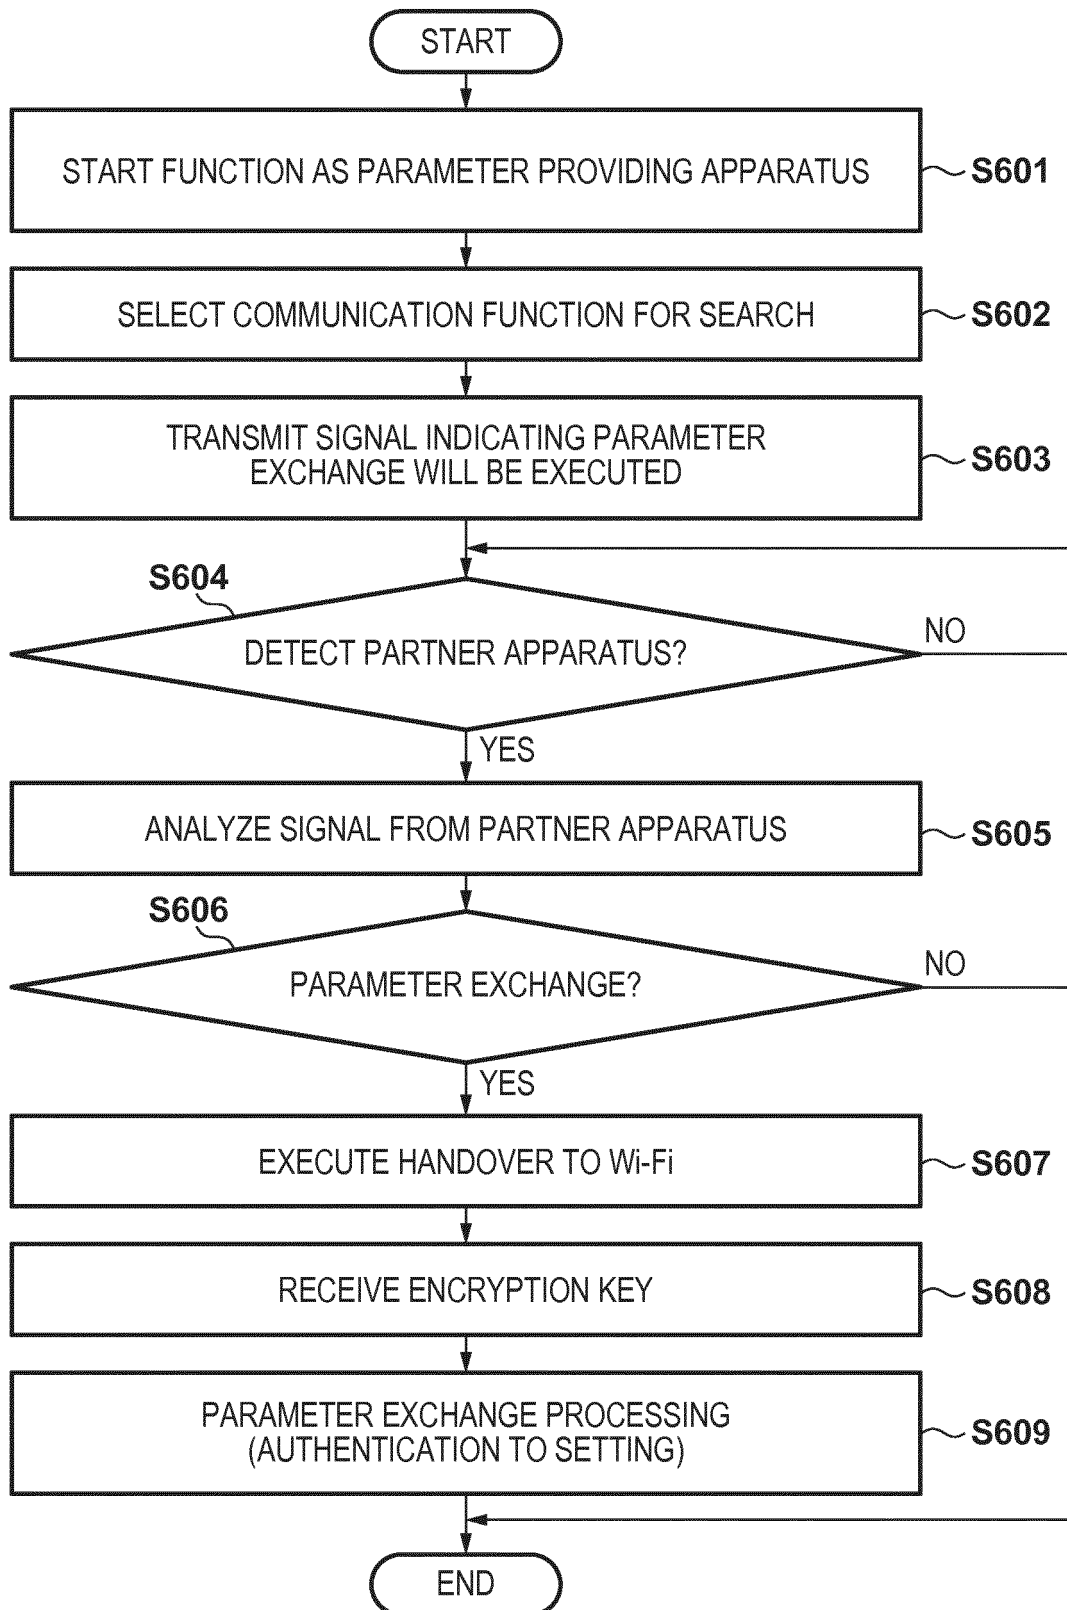 START
START FUNCTION AS PARAMETER PROVIDING APPARATUS
S601
SELECT COMMUNICATION FUNCTION FOR SEARCH
S602
TRANSMIT SIGNAL INDICATING PARAMETER
EXCHANGE WILL BE EXECUTED
S603
S604
DETECT PARTNER APPARATUS?
NO
YES
ANALYZE SIGNAL FROM PARTNER APPARATUS
S605
S606
PARAMETER EXCHANGE?
NO
YES
EXECUTE HANDOVER TO Wi-Fi
S607
RECEIVE ENCRYPTION KEY
S608
PARAMETER EXCHANGE PROCESSING
(AUTHENTICATION TO SETTING)
S609
END